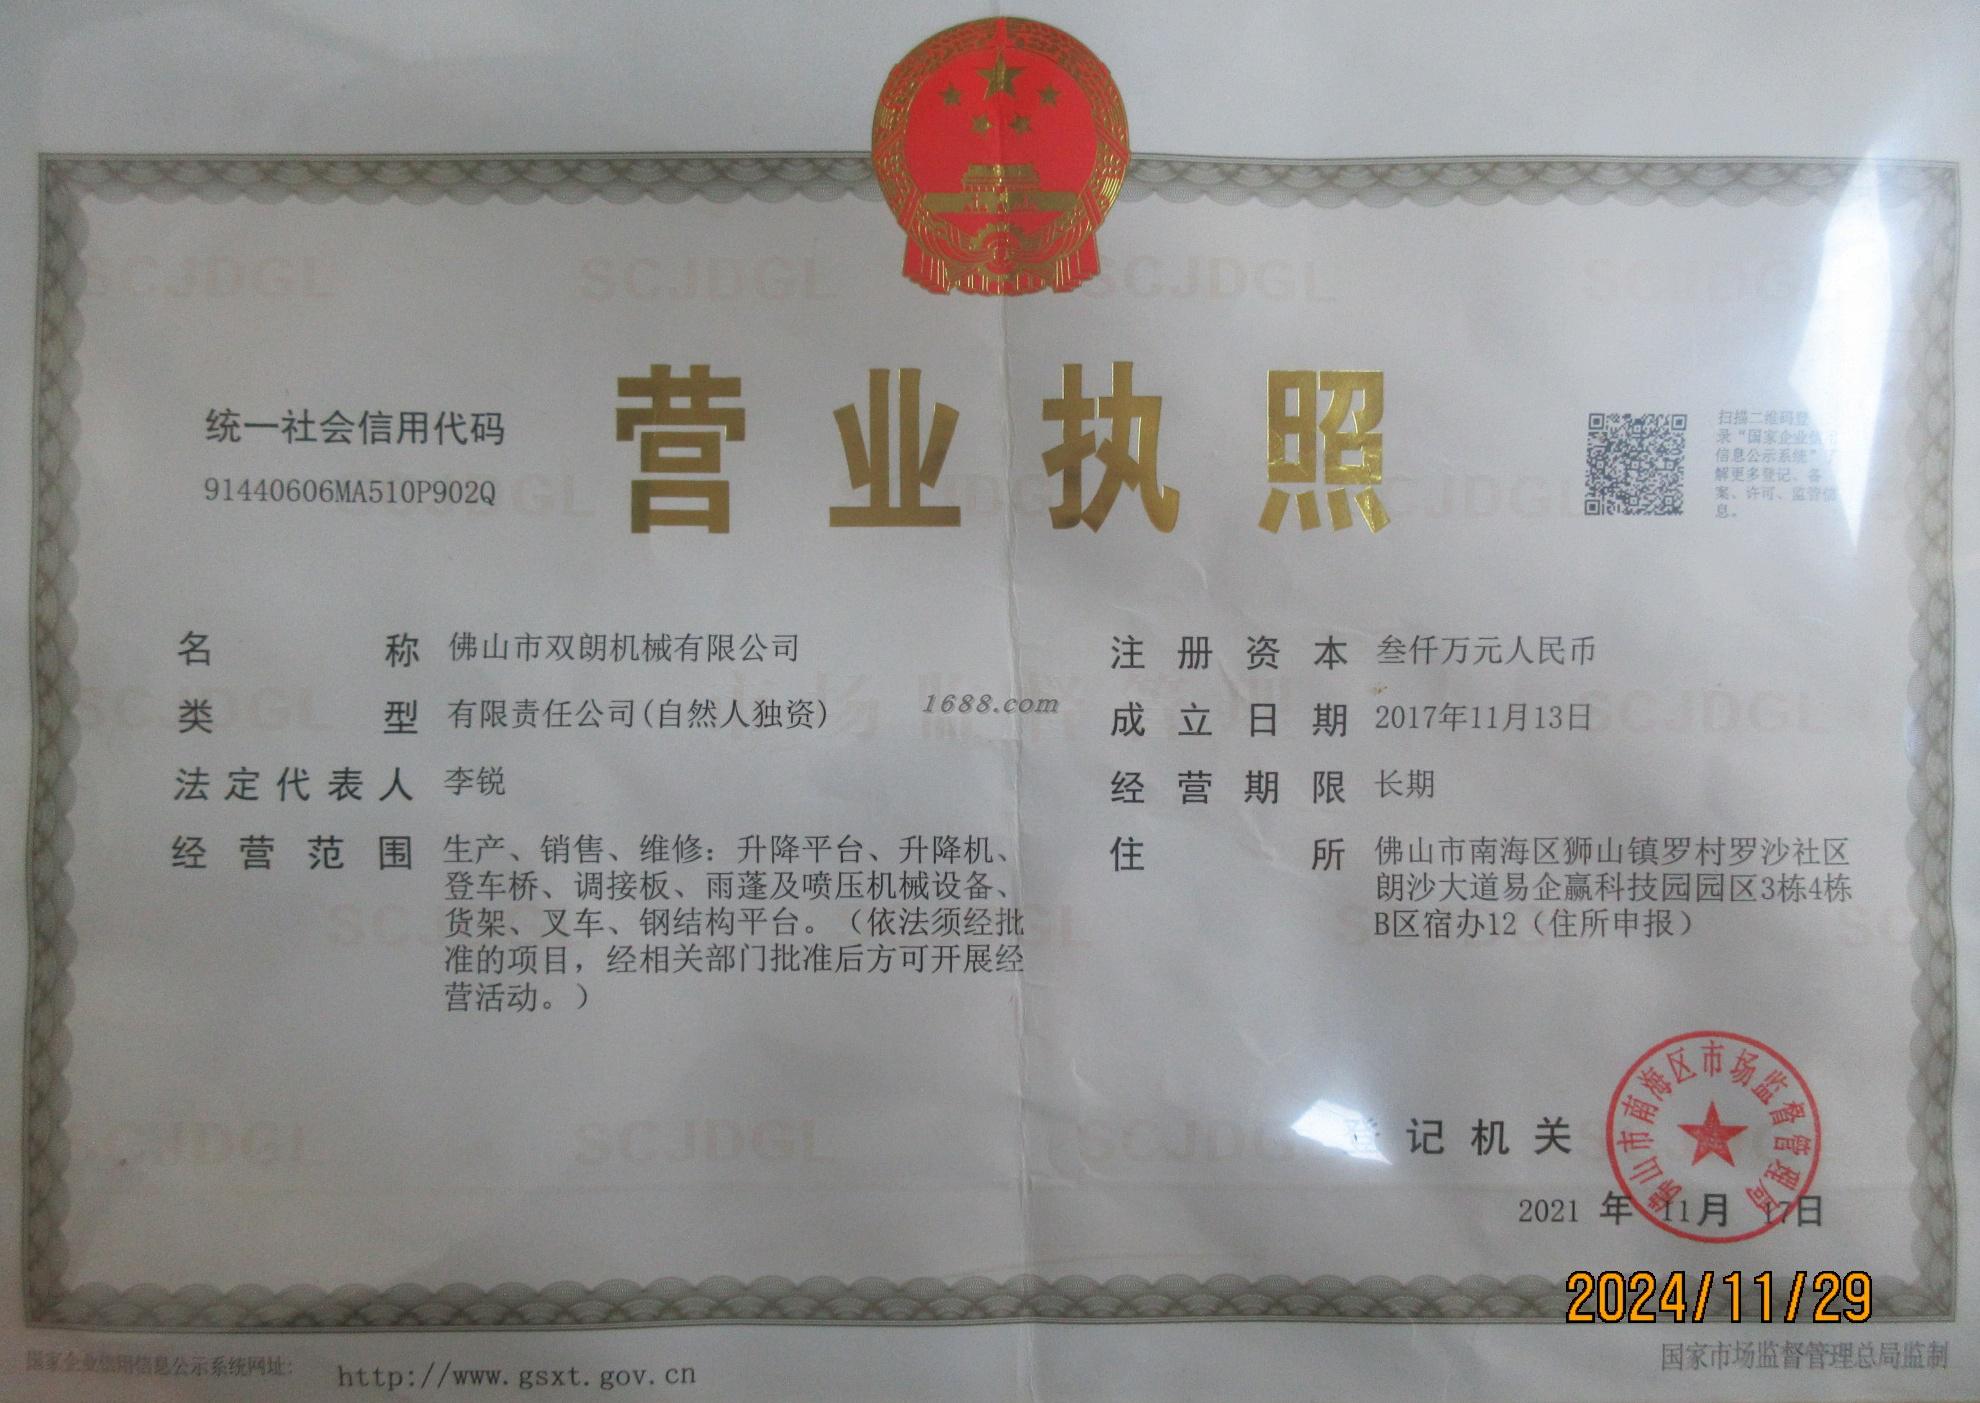 营业执照
统一社会信用代码
91440606MA510P902Q
扫描二维码登
录“国家企业信用
信息公示系统”了
解更多登记、备
案、许可、监管信
息。
名称 佛山市双朗机械有限公司
类型 有限责任公司(自然人独资)
法定代表人 李锐
经营范围 生产、销售、维修：升降平台、升降机、
登车桥、调接板、雨蓬及喷压机械设备、
货架、叉车、钢结构平台。（依法须经批
准的项目，经相关部门批准后方可开展经
营活动。）
注册资本 叁仟万元人民币
成立日期 2017年11月13日
经营期限 长期
住所 佛山市南海区狮山镇罗村罗沙社区
朗沙大道易企赢科技园园区3栋4栋
B区宿办12（住所申报）
1688.com
登记机关
佛山市南海区市场监督管理局
2021 年 11月 17日
2024/11/29
国家企业信用信息公示系统网址: http://www.gsxt.gov.cn
国家市场监督管理总局监制
SCJDGL
SCJDGL
SCJDGL
SCJDGL